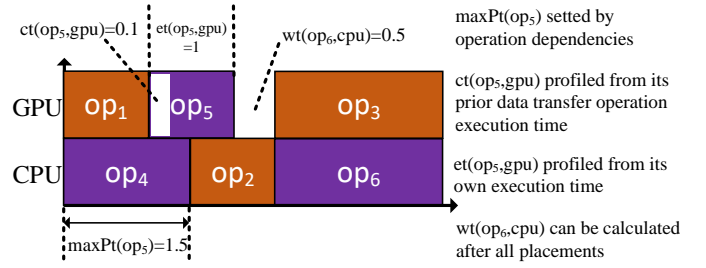 ct(op5,gpu)=0.1
et(op5,gpu)
=1
wt(op6,cpu)=0.5
maxPt(op5) setted by
operation dependencies
GPU
op1
op5
op3
ct(op5,gpu) profiled from its
prior data transfer operation
execution time
CPU
op4
op2
op6
et(op5,gpu) profiled from its
own execution time
maxPt(op5)=1.5
wt(op6,cpu) can be calculated
after all placements